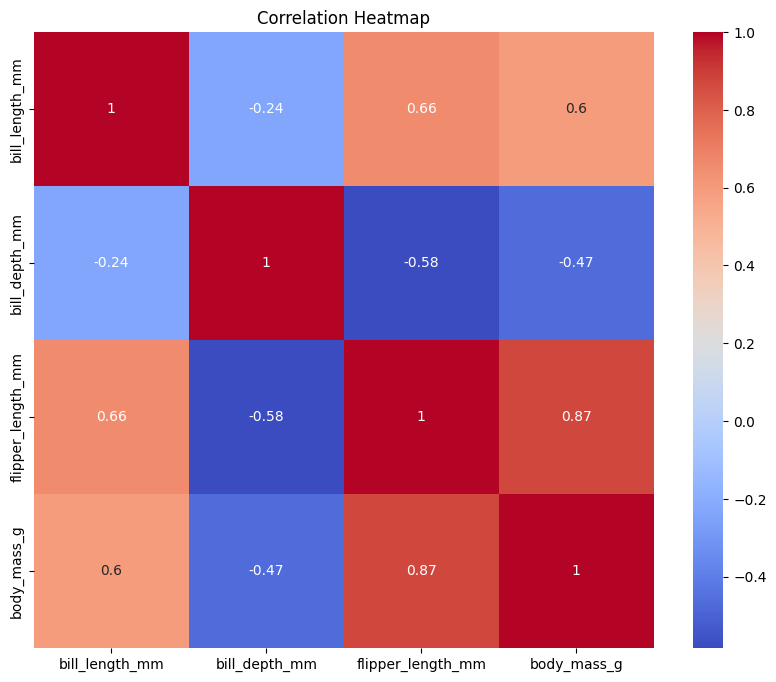 Correlation Heatmap
bill_length_mm
1
-0.24
0.66
0.6
bill_depth_mm
-0.24
1
-0.58
-0.47
flipper_length_mm
0.66
-0.58
1
0.87
body_mass_g
0.6
-0.47
0.87
1
bill_length_mm
bill_depth_mm
flipper_length_mm
body_mass_g
1.0
0.8
0.6
0.4
0.2
0.0
−0.2
−0.4